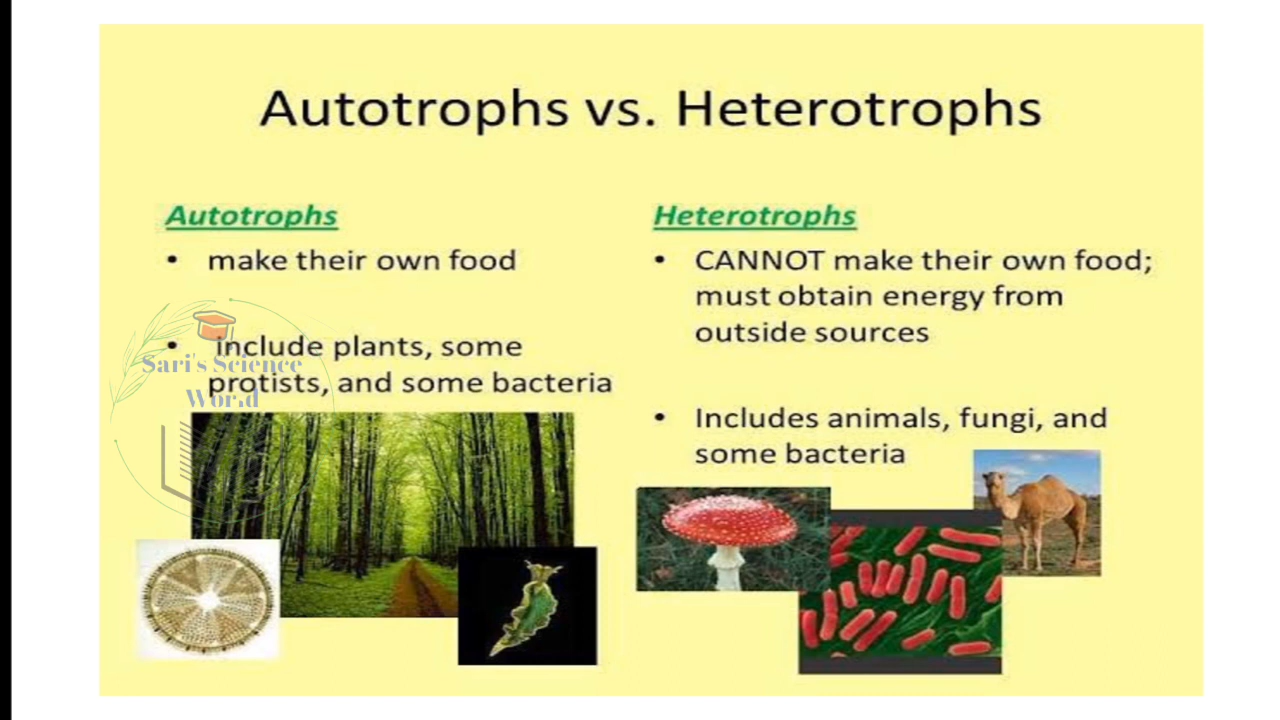 Autotrophs vs. Heterotrophs
Autotrophs
• make their own food
• include plants, some
protists, and some bacteria
Sari's Science
World
Heterotrophs
• CANNOT make their own food;
must obtain energy from
outside sources
• Includes animals, fungi, and
some bacteria